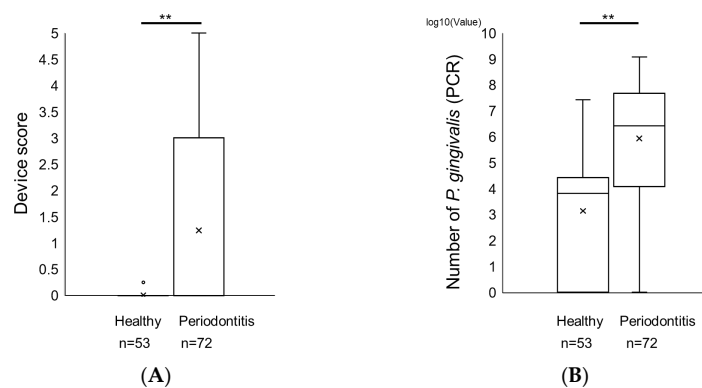 **
Device score
5
4.5
4
3.5
3
2.5
2
1.5
1
0.5
0
Healthy Periodontitis
n=53 n=72
(A)
log10(Value)
**
Number of P. gingivalis (PCR)
10
9
8
7
6
5
4
3
2
1
0
Healthy Periodontitis
n=53 n=72
(B)